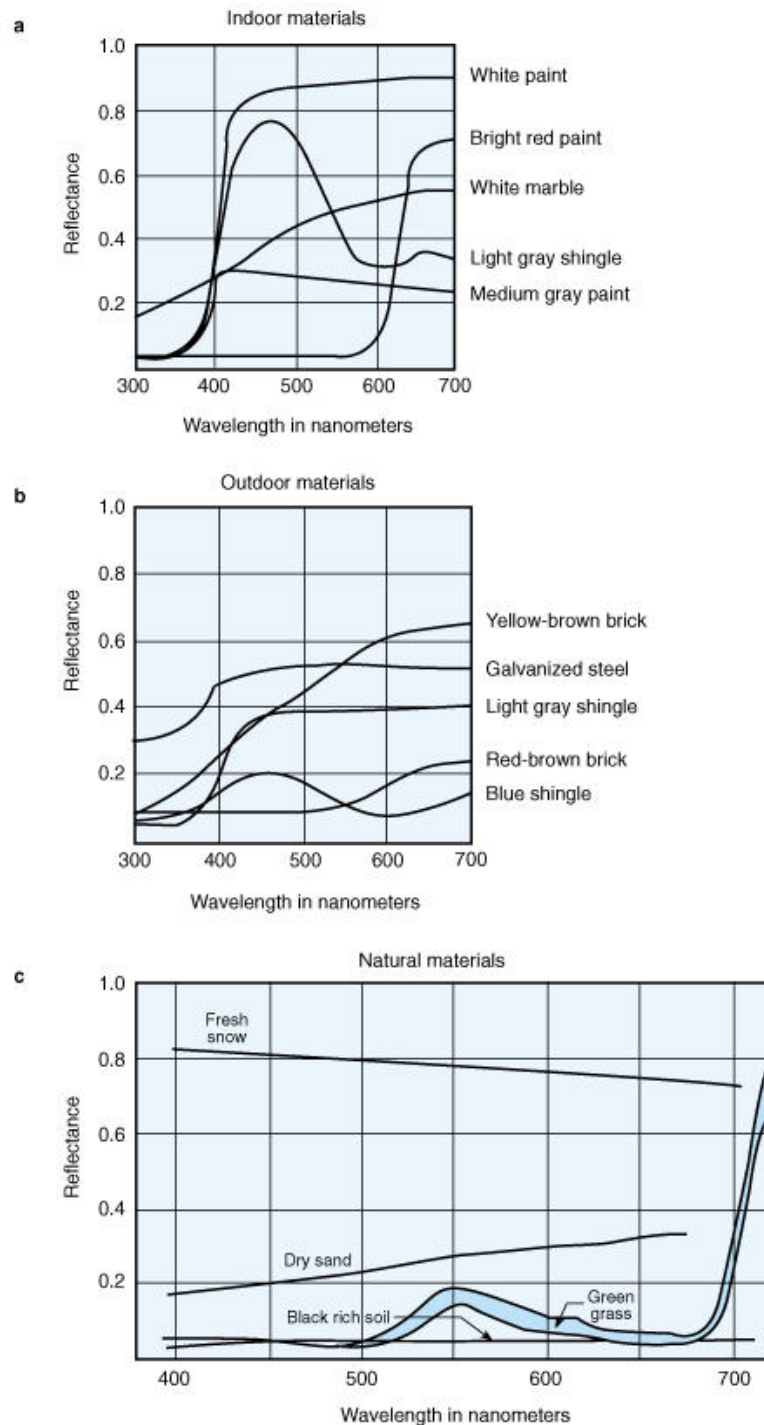 a
Indoor materials
1.0
0.8
0.6
0.4
0.2
Reflectance
White paint
Bright red paint
White marble
Light gray shingle
Medium gray paint
300 400 500 600 700
Wavelength in nanometers
b
Outdoor materials
1.0
0.8
0.6
0.4
0.2
Reflectance
Yellow-brown brick
Galvanized steel
Light gray shingle
Red-brown brick
Blue shingle
300 400 500 600 700
Wavelength in nanometers
c
Natural materials
1.0
0.8
0.6
0.4
0.2
Reflectance
Fresh
snow
Dry sand
Black rich soil
Green
grass
400 500 600 700
Wavelength in nanometers